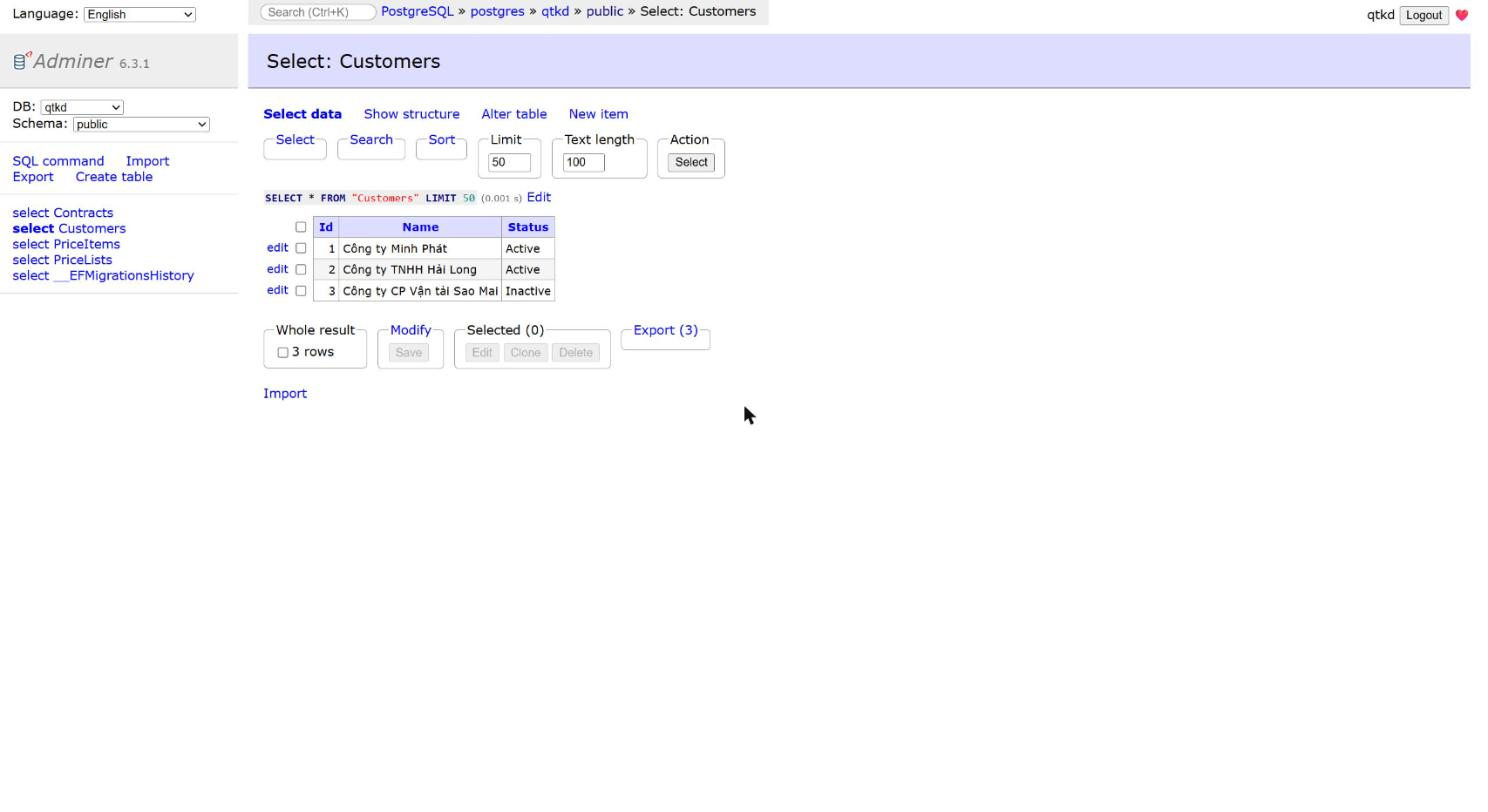 Language: English
Search (Ctrl+K) PostgreSQL » postgres » qtkd » public » Select: Customers
qtkd Logout
Adminer 6.3.1
Select: Customers
DB: qtkd
Schema: public
SQL command Import
Export Create table
select Contracts
select Customers
select PriceItems
select PriceLists
select __EFMigrationsHistory
Select data Show structure Alter table New item
Select Search Sort Limit Text length Action
50 100 Select
SELECT * FROM "Customers" LIMIT 50 (0.001 s) Edit
Id Name Status
edit 1 Công ty Minh Phát Active
edit 2 Công ty TNHH Hải Long Active
edit 3 Công ty CP Vận tải Sao Mai Inactive
Whole result Modify Selected (0) Export (3)
3 rows Save Edit Clone Delete
Import